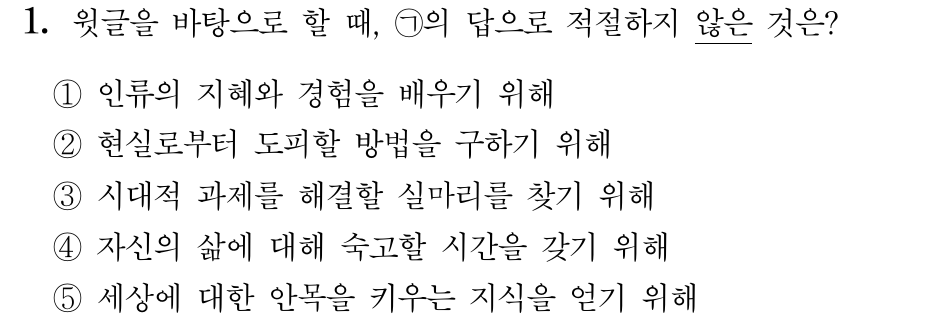 1. 윗글을 바탕으로 할 때, ㉠의 답으로 적절하지 않은 것은?
① 인류의 지혜와 경험을 배우기 위해
② 현실로부터 도피할 방법을 구하기 위해
③ 시대적 과제를 해결할 실마리를 찾기 위해
④ 자신의 삶에 대해 숙고할 시간을 갖기 위해
⑤ 세상에 대한 안목을 키우는 지식을 얻기 위해